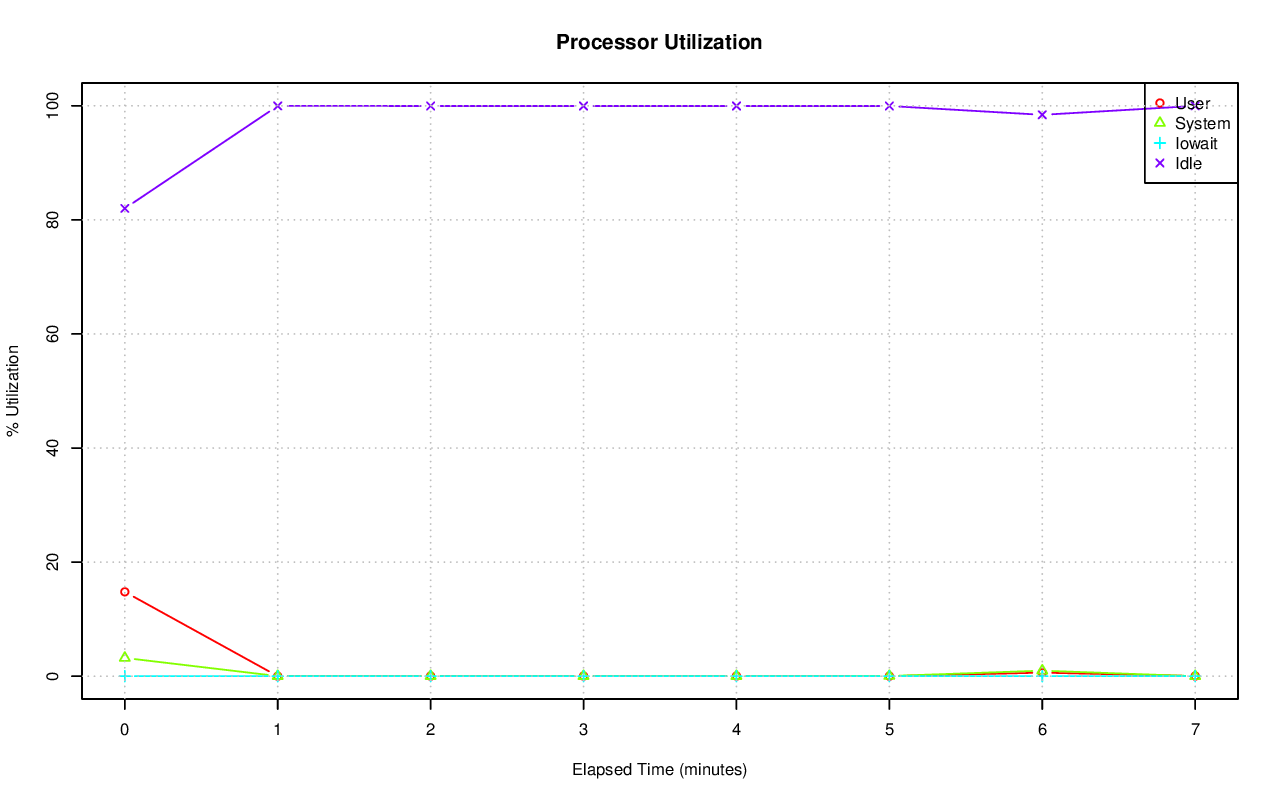 Processor Utilization
100
80
60
40
20
0
% Utilization
User
System
Iowait
Idle
0 1 2 3 4 5 6 7
Elapsed Time (minutes)